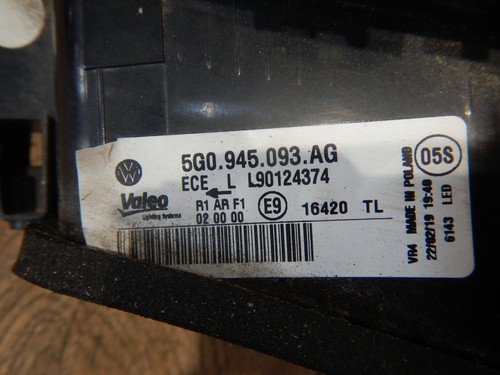 5G0.945.093.AG
ECE L L90124374
Valeo
Lighting Systems
R1 AR F1
02 00 00
E9
16420 TL
05S
VR4 MADE IN POLAND
22/02/19 19:40
6143 LED